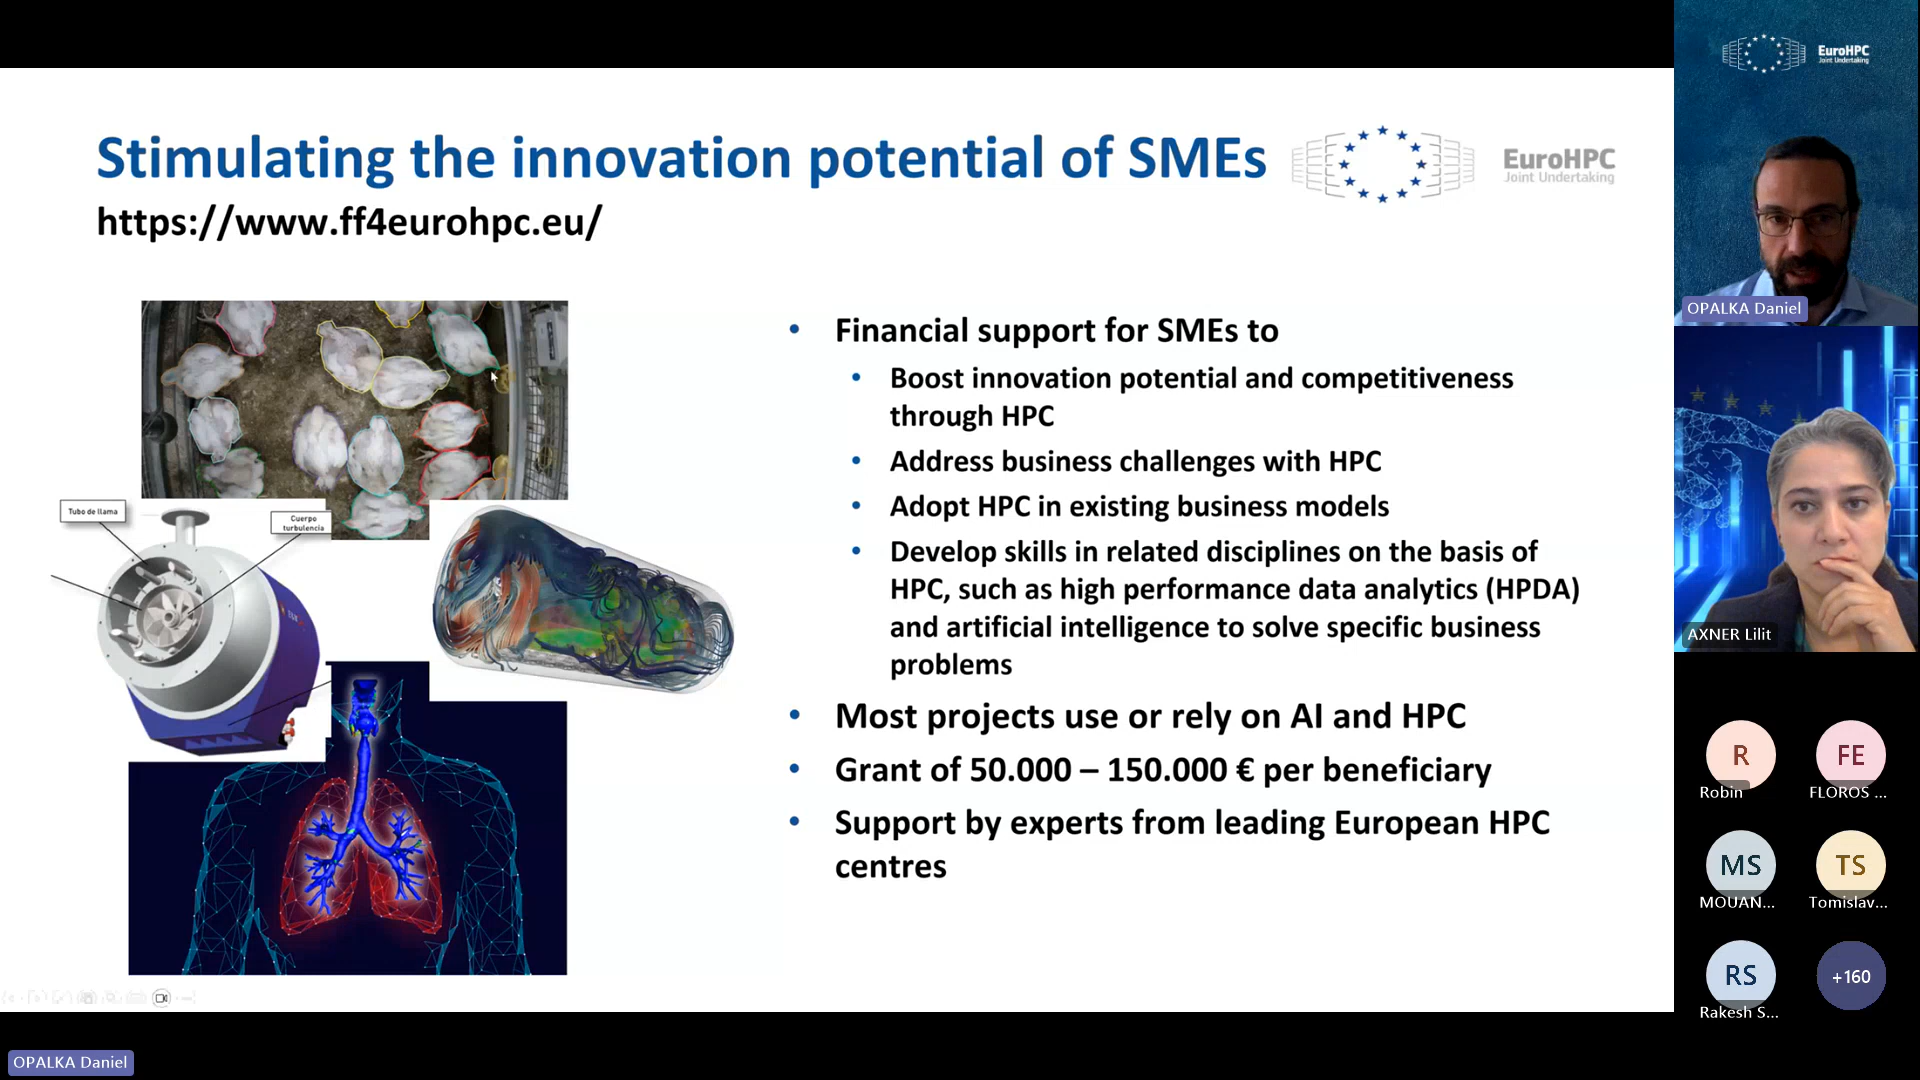 Stimulating the innovation potential of SMEs
EuroHPC
Joint Undertaking
https://www.ff4eurohpc.eu/
Tubo de llama
Cuerpo
turbulencia
• Financial support for SMEs to
• Boost innovation potential and competitiveness
through HPC
• Address business challenges with HPC
• Adopt HPC in existing business models
• Develop skills in related disciplines on the basis of
HPC, such as high performance data analytics (HPDA)
and artificial intelligence to solve specific business
problems
• Most projects use or rely on AI and HPC
• Grant of 50.000 – 150.000 € per beneficiary
• Support by experts from leading European HPC
centres
OPALKA Daniel
EuroHPC
Joint Undertaking
OPALKA Daniel
AXNER Lilit
R
Robin
FE
FLOROS ...
MS
MOUAN...
TS
Tomislav...
RS
Rakesh S...
+160